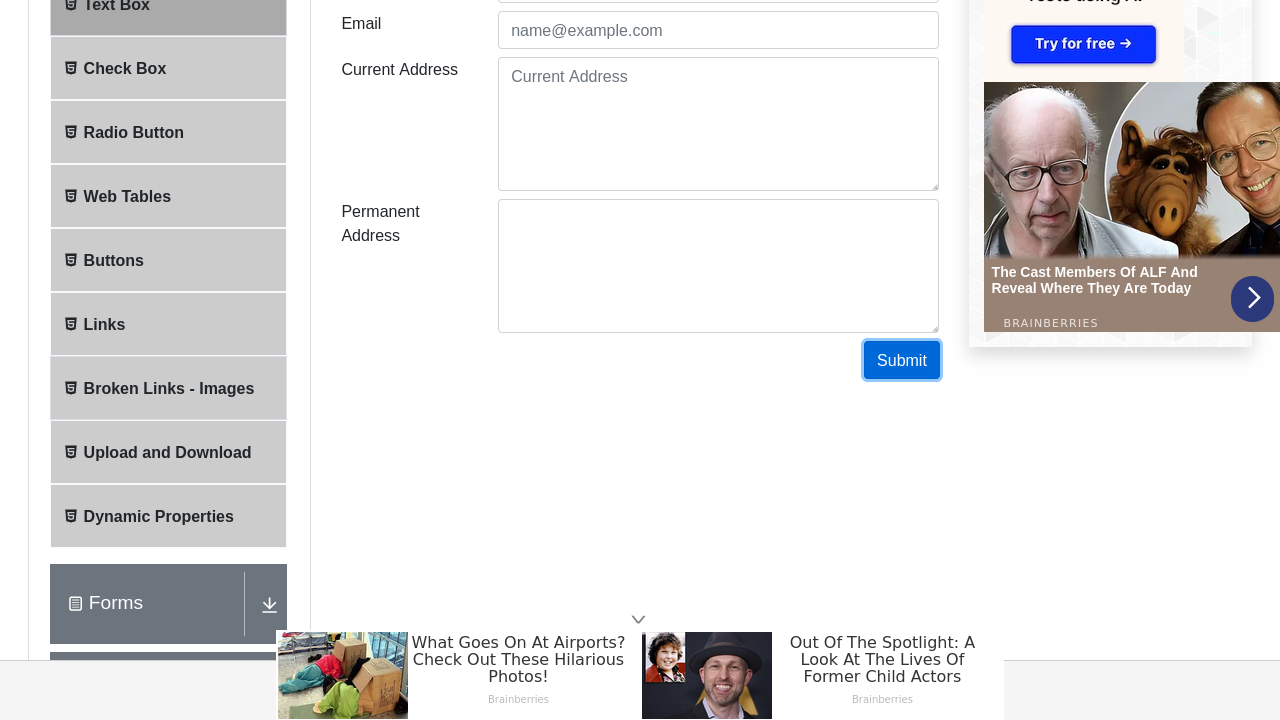 Text Box
Check Box
Radio Button
Web Tables
Buttons
Links
Broken Links - Images
Upload and Download
Dynamic Properties
Forms
Email
name@example.com
Current Address
Current Address
Permanent
Address
Submit
Try for free →
The Cast Members Of ALF And
Reveal Where They Are Today
BRAINBERRIES
What Goes On At Airports?
Check Out These Hilarious
Photos!
Brainberries
Out Of The Spotlight: A
Look At The Lives Of
Former Child Actors
Brainberries